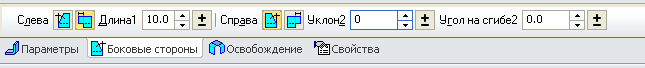 Слева Длина1 10.0 Справа Уклон2 0 Угол на сгибе2 0.0
Параметры Боковые стороны Освобождение Свойства